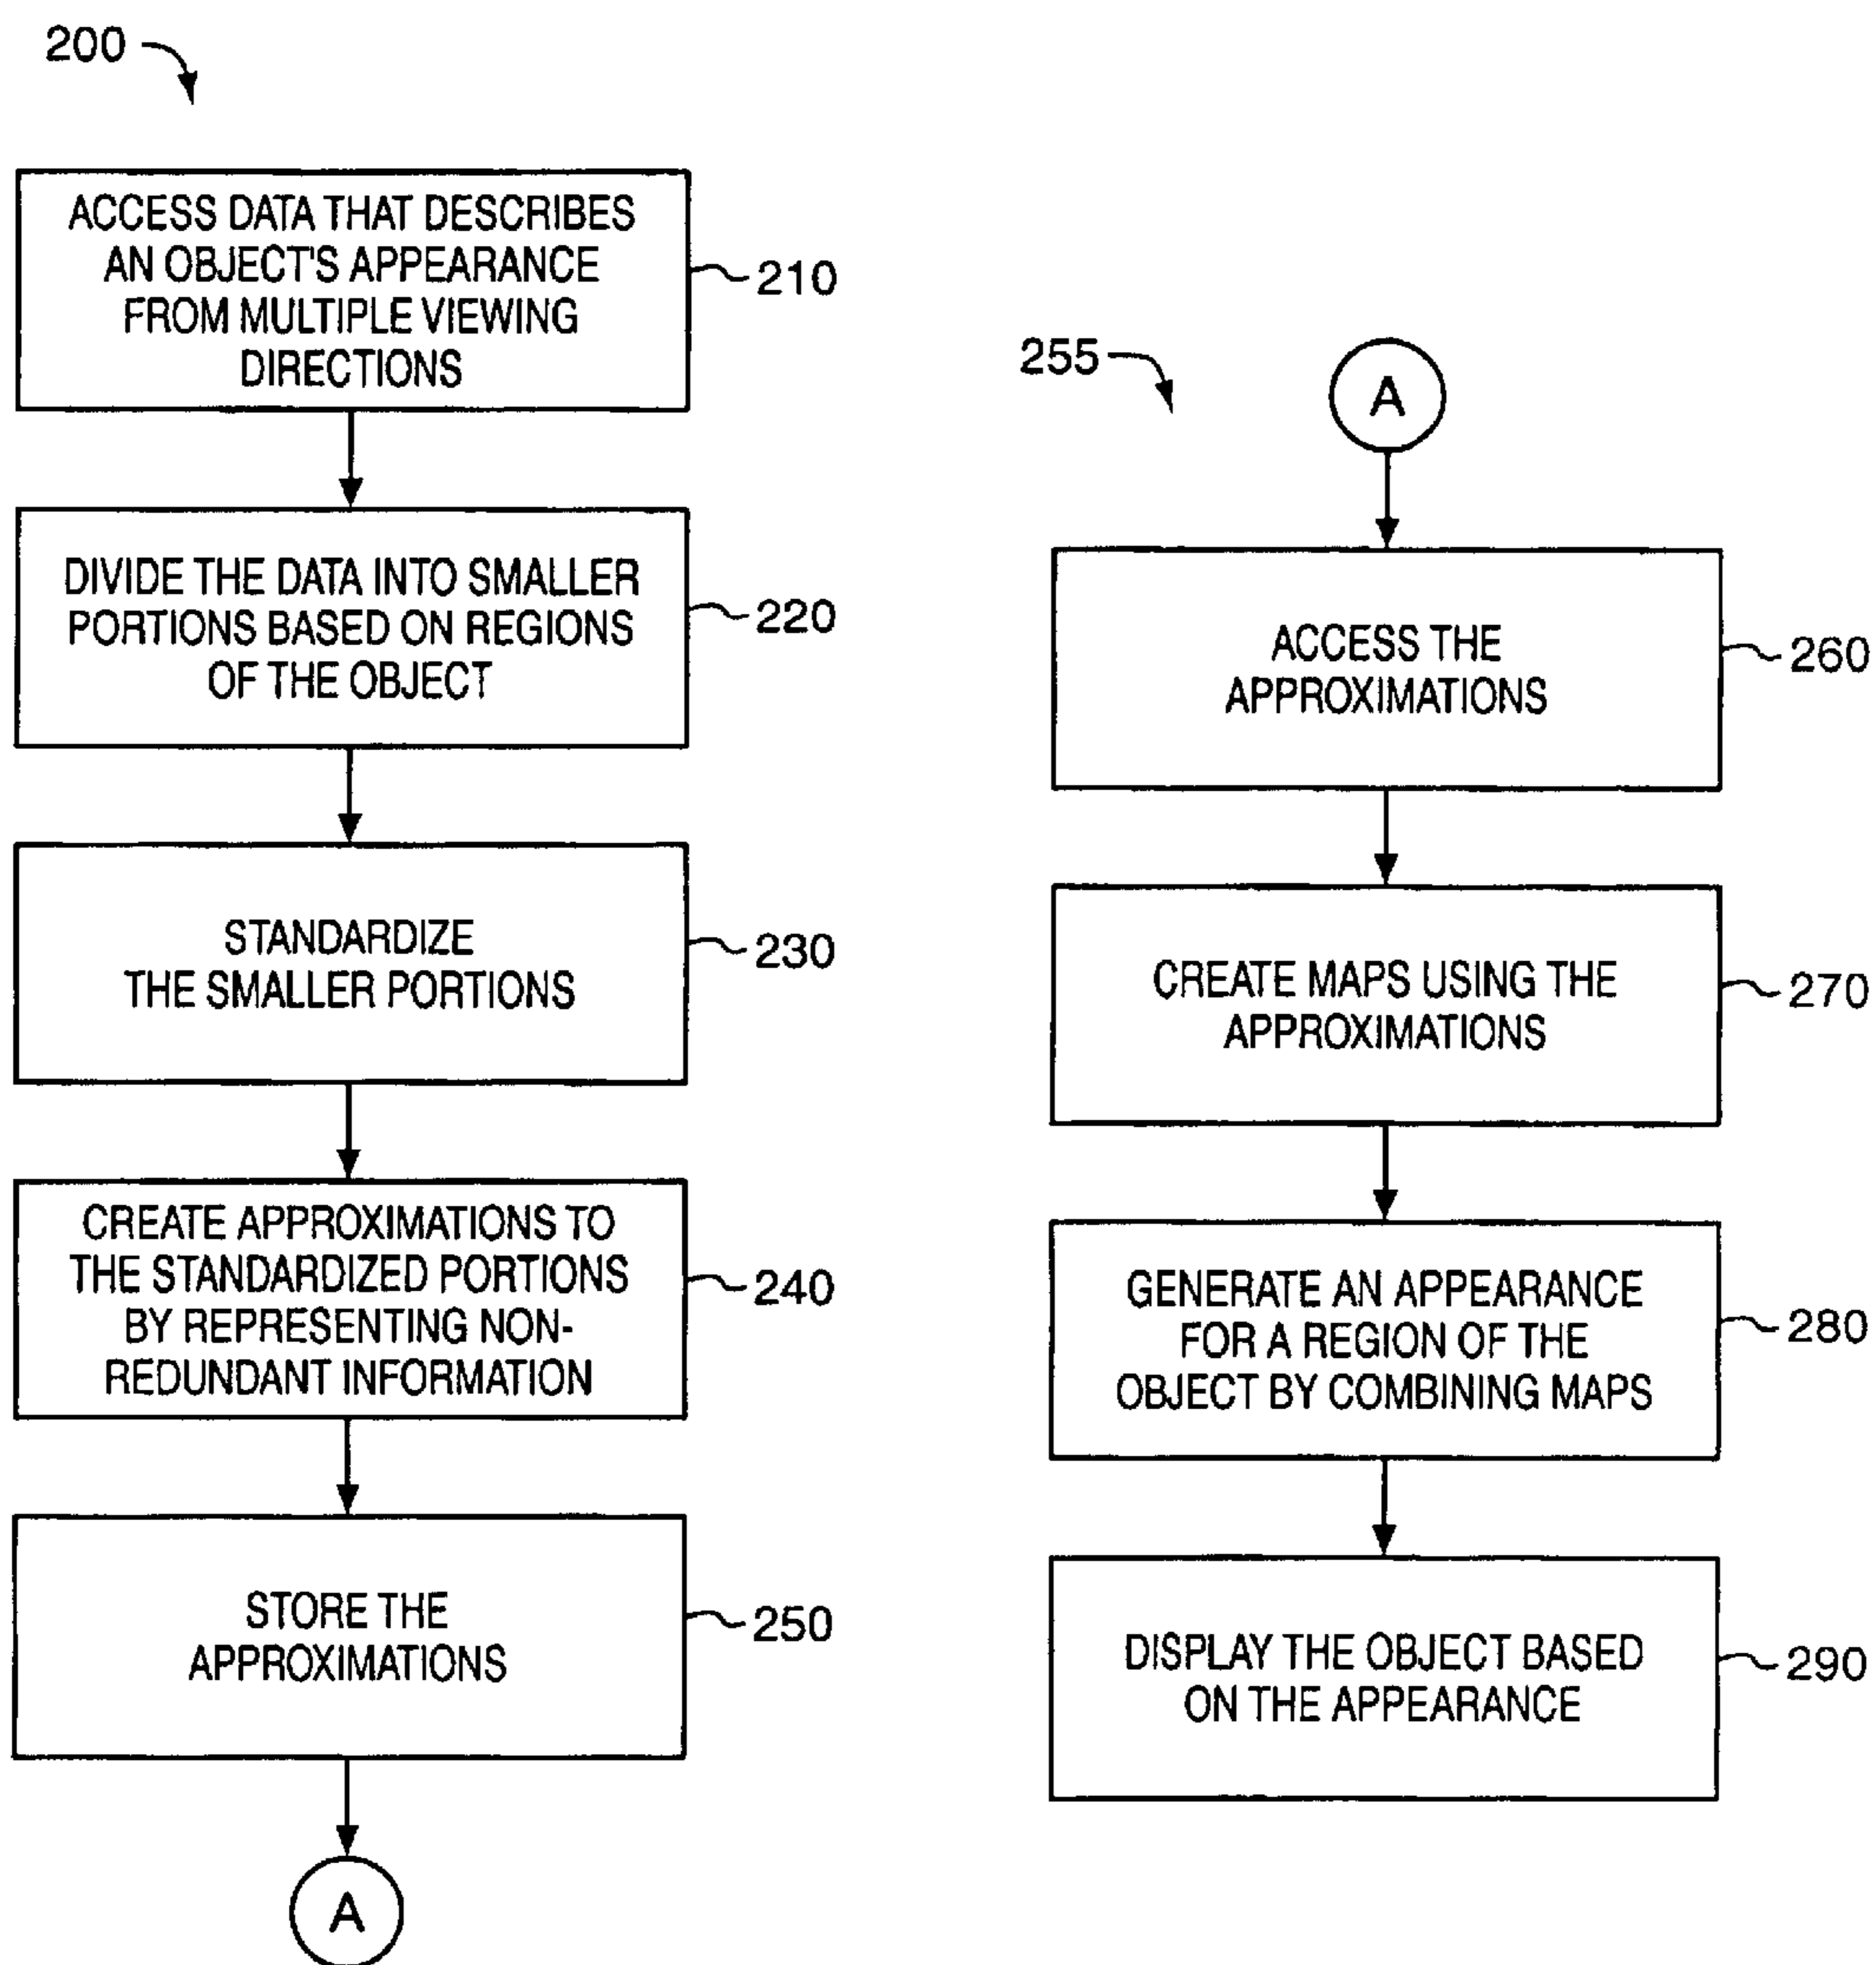 200
ACCESS DATA THAT DESCRIBES
AN OBJECT'S APPEARANCE
FROM MULTIPLE VIEWING
DIRECTIONS
210
DIVIDE THE DATA INTO SMALLER
PORTIONS BASED ON REGIONS
OF THE OBJECT
220
STANDARDIZE
THE SMALLER PORTIONS
230
CREATE APPROXIMATIONS TO
THE STANDARDIZED PORTIONS
BY REPRESENTING NON-
REDUNDANT INFORMATION
240
STORE THE
APPROXIMATIONS
250
A
255
A
ACCESS THE
APPROXIMATIONS
260
CREATE MAPS USING THE
APPROXIMATIONS
270
GENERATE AN APPEARANCE
FOR A REGION OF THE
OBJECT BY COMBINING MAPS
280
DISPLAY THE OBJECT BASED
ON THE APPEARANCE
290